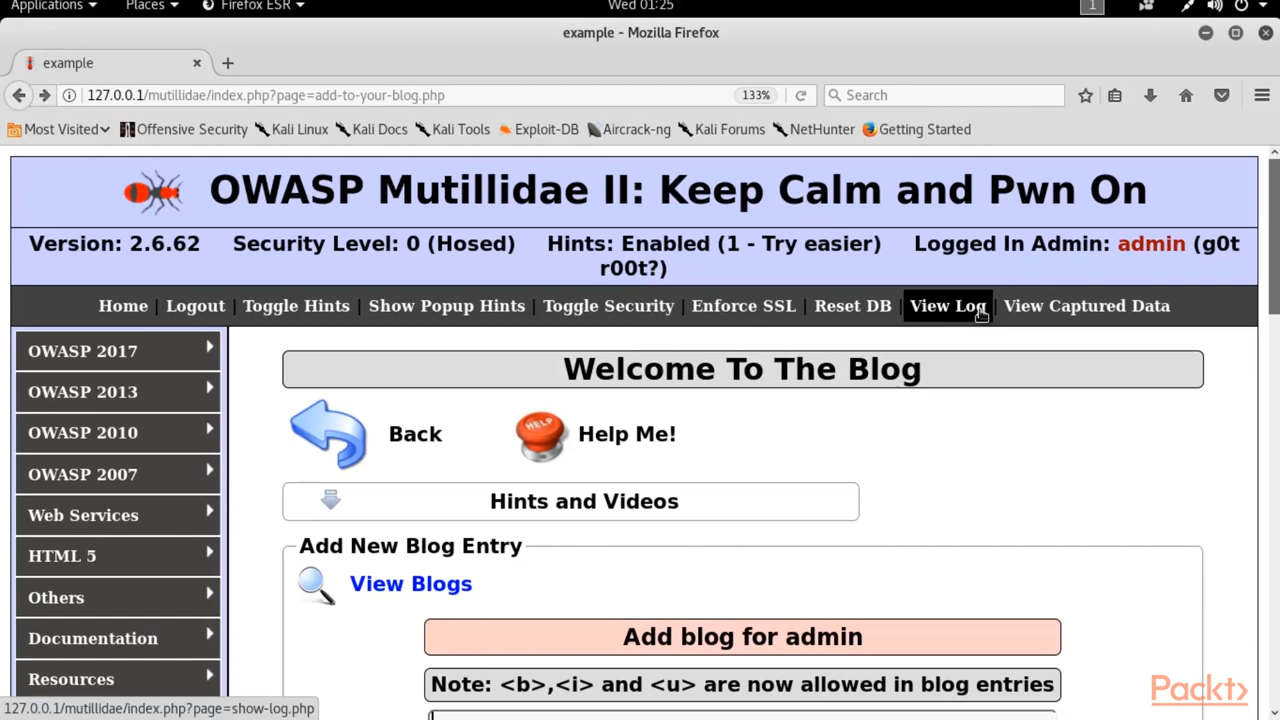 Applications Places Firefox ESR Wed 01:25 1
example - Mozilla Firefox
example
127.0.0.1/mutillidae/index.php?page=add-to-your-blog.php 133% Search
Most Visited Offensive Security Kali Linux Kali Docs Kali Tools Exploit-DB Aircrack-ng Kali Forums NetHunter Getting Started
OWASP Mutillidae II: Keep Calm and Pwn On
Version: 2.6.62 Security Level: 0 (Hosed) Hints: Enabled (1 - Try easier) Logged In Admin: admin (g0t
r00t?)
Home | Logout | Toggle Hints | Show Popup Hints | Toggle Security | Enforce SSL | Reset DB | View Log | View Captured Data
OWASP 2017
OWASP 2013
OWASP 2010
OWASP 2007
Web Services
HTML 5
Others
Documentation
Resources
Welcome To The Blog
Back
HELP
Help Me!
Hints and Videos
Add New Blog Entry
View Blogs
Add blog for admin
Note: <b>,<i> and <u> are now allowed in blog entries
127.0.0.1/mutillidae/index.php?page=show-log.php
Packt>